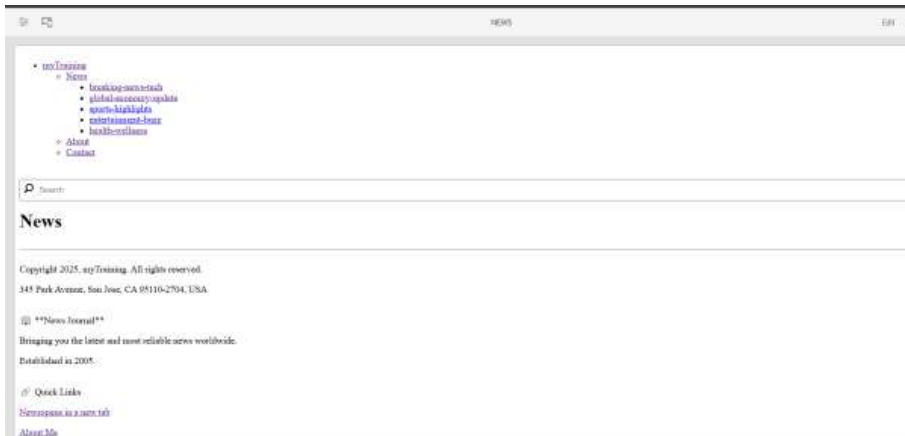 NEWS
Edit
myTraining
News
breaking-news-tech
global-economy-update
sports-highlights
entertainment-buzz
health-wellness
About
Contact
Search
News
Copyright 2025, myTraining. All rights reserved.
345 Park Avenue, San Jose, CA 95110-2704, USA
**News Journal**
Bringing you the latest and most reliable news worldwide.
Established in 2005.
Quick Links
Newsopens in a new tab
About Me